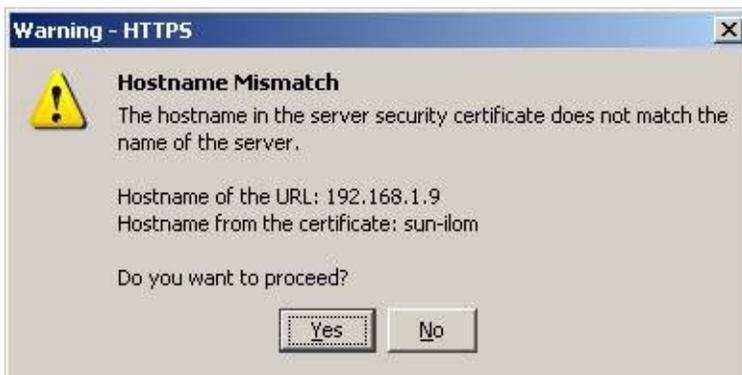 Warning - HTTPS
Hostname Mismatch
The hostname in the server security certificate does not match the
name of the server.
Hostname of the URL: 192.168.1.9
Hostname from the certificate: sun-ilom
Do you want to proceed?
Yes No